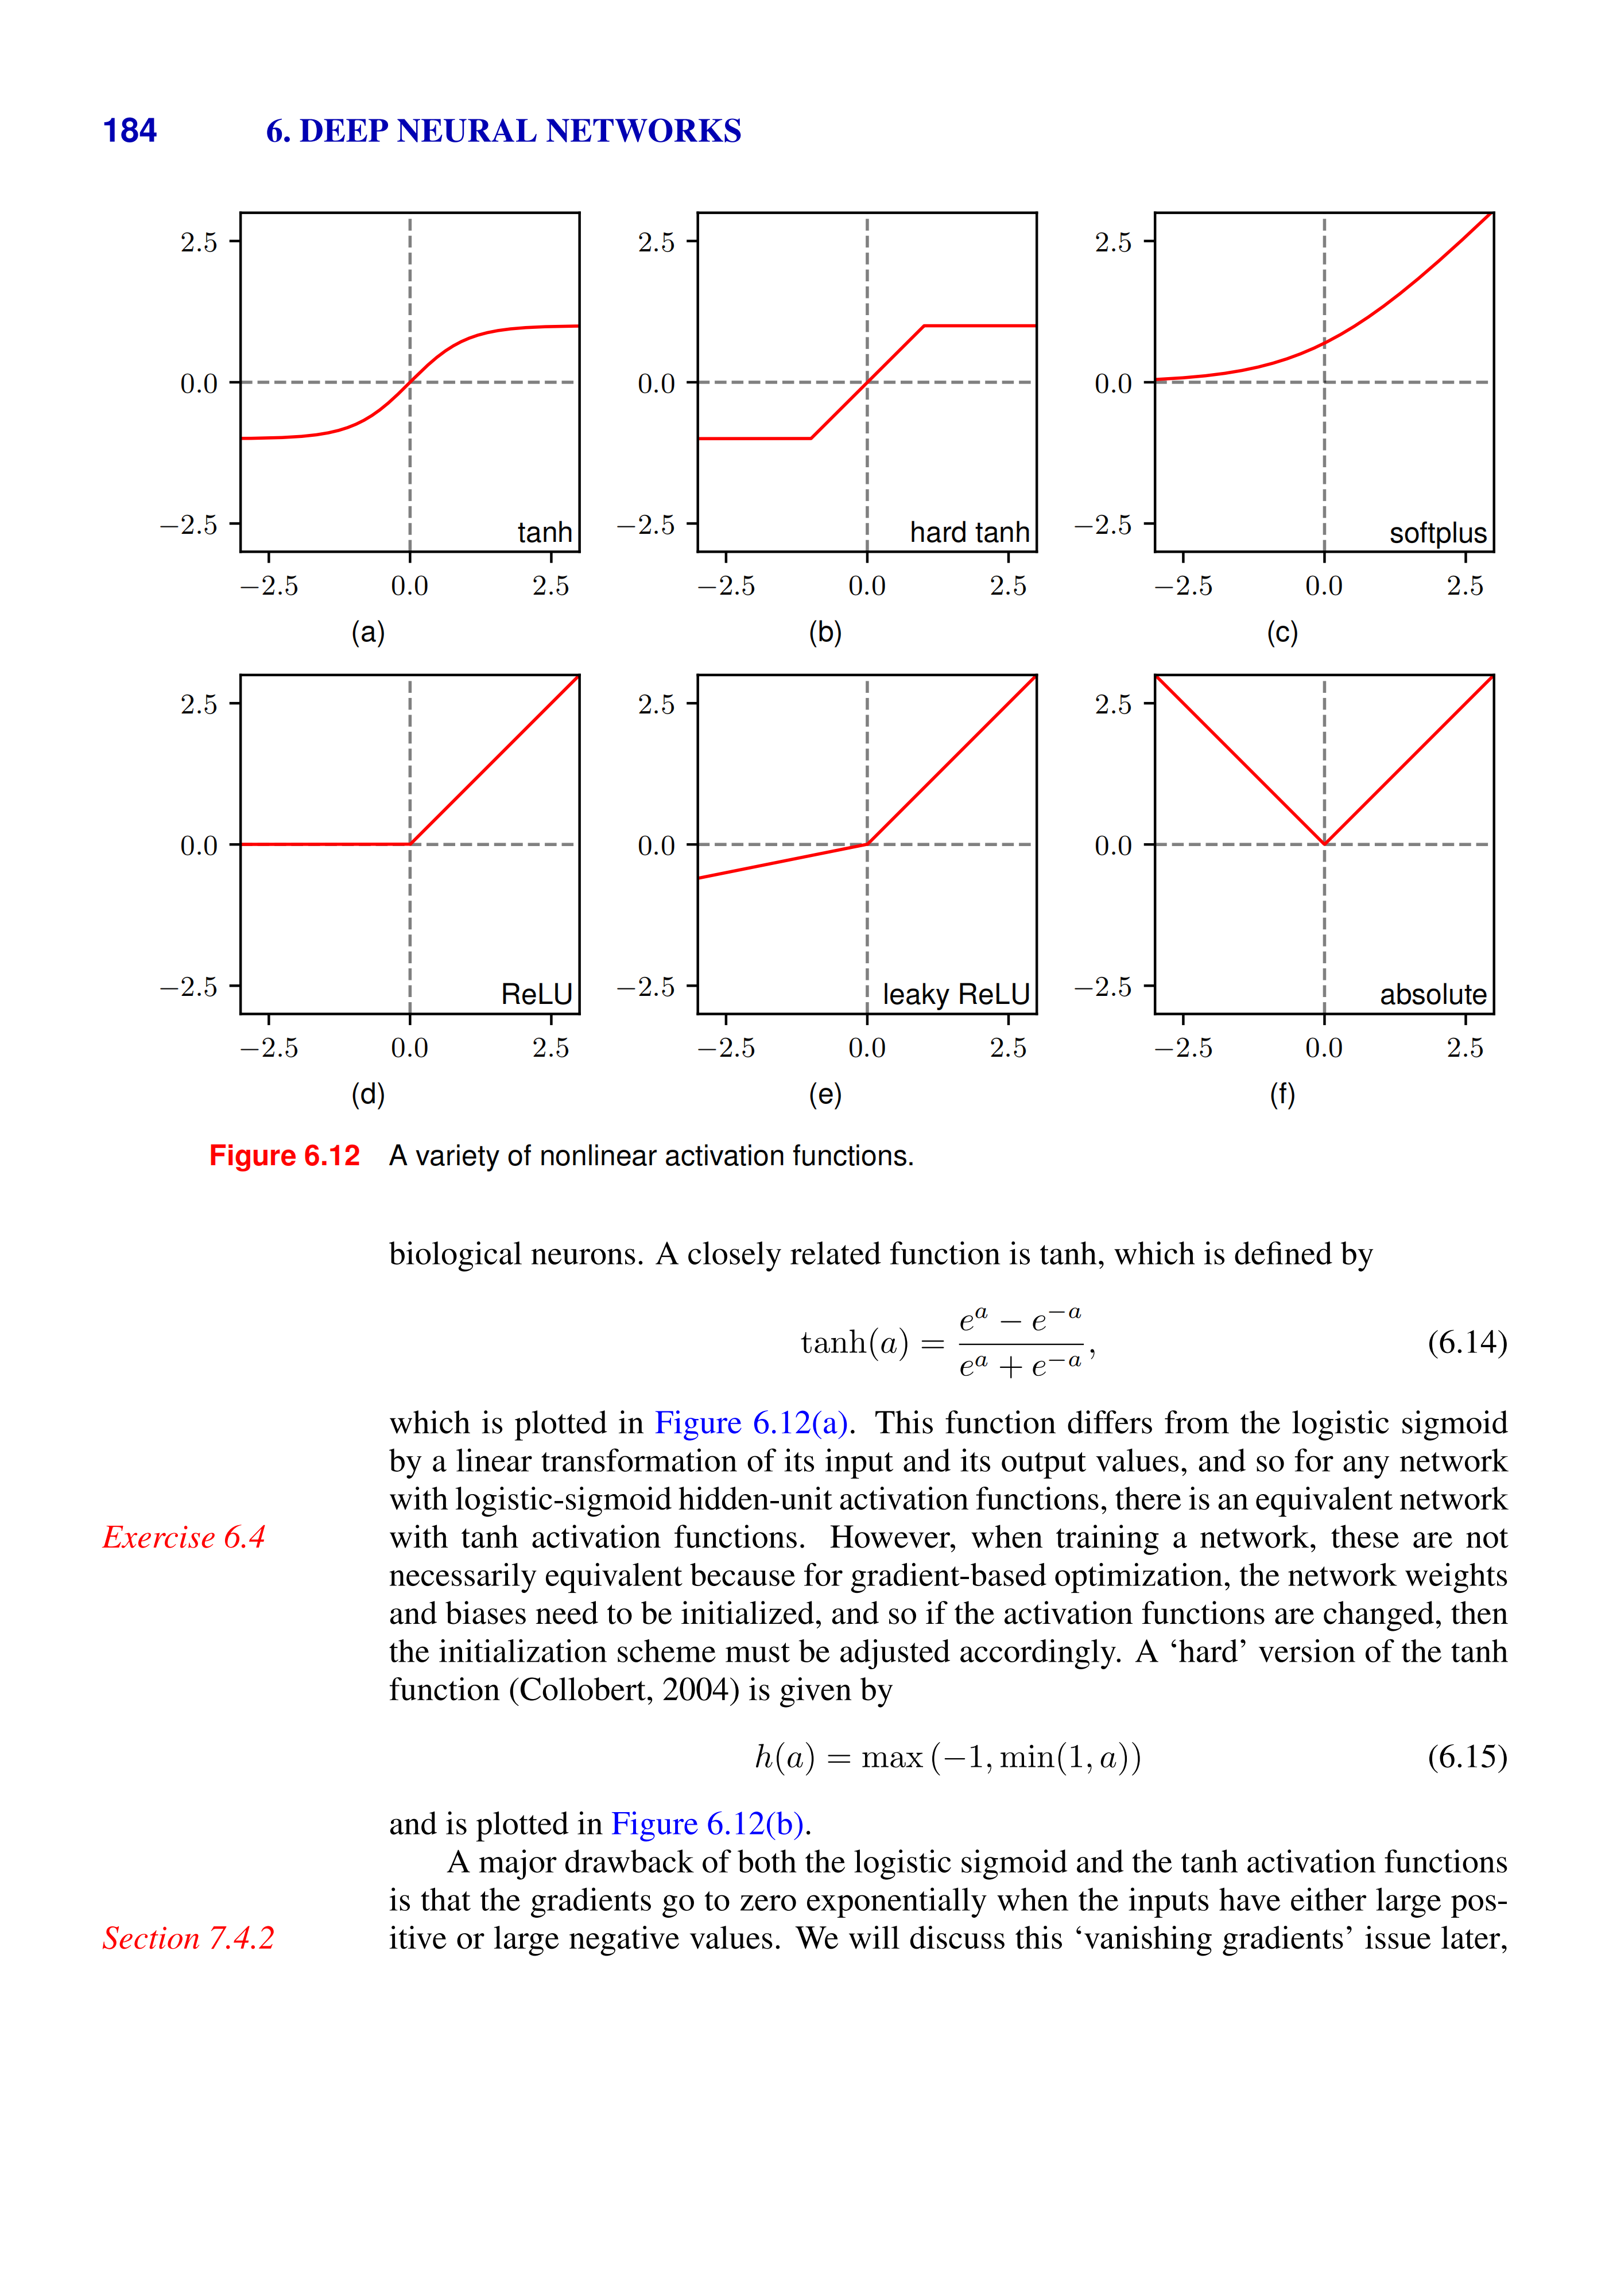 184 6. DEEP NEURAL NETWORKS
2.5 2.5 2.5
0.0 0.0 0.0
−2.5 tanh −2.5 hard tanh −2.5 softplus
−2.5 0.0 2.5 −2.5 0.0 2.5 −2.5 0.0 2.5
(a) (b) (c)
2.5 2.5 2.5
0.0 0.0 0.0
−2.5 ReLU −2.5 leaky ReLU −2.5 absolute
−2.5 0.0 2.5 −2.5 0.0 2.5 −2.5 0.0 2.5
(d) (e) (f)
Figure 6.12 A variety of nonlinear activation functions.
biological neurons. A closely related function is tanh, which is defined by
tanh(a) = (e^a − e^{−a}) / (e^a + e^{−a}), (6.14)
which is plotted in Figure 6.12(a). This function differs from the logistic sigmoid
by a linear transformation of its input and its output values, and so for any network
with logistic-sigmoid hidden-unit activation functions, there is an equivalent network
Exercise 6.4 with tanh activation functions. However, when training a network, these are not
necessarily equivalent because for gradient-based optimization, the network weights
and biases need to be initialized, and so if the activation functions are changed, then
the initialization scheme must be adjusted accordingly. A ‘hard’ version of the tanh
function (Collobert, 2004) is given by
h(a) = max (−1, min(1, a)) (6.15)
and is plotted in Figure 6.12(b).
A major drawback of both the logistic sigmoid and the tanh activation functions
is that the gradients go to zero exponentially when the inputs have either large pos-
Section 7.4.2 itive or large negative values. We will discuss this ‘vanishing gradients’ issue later,